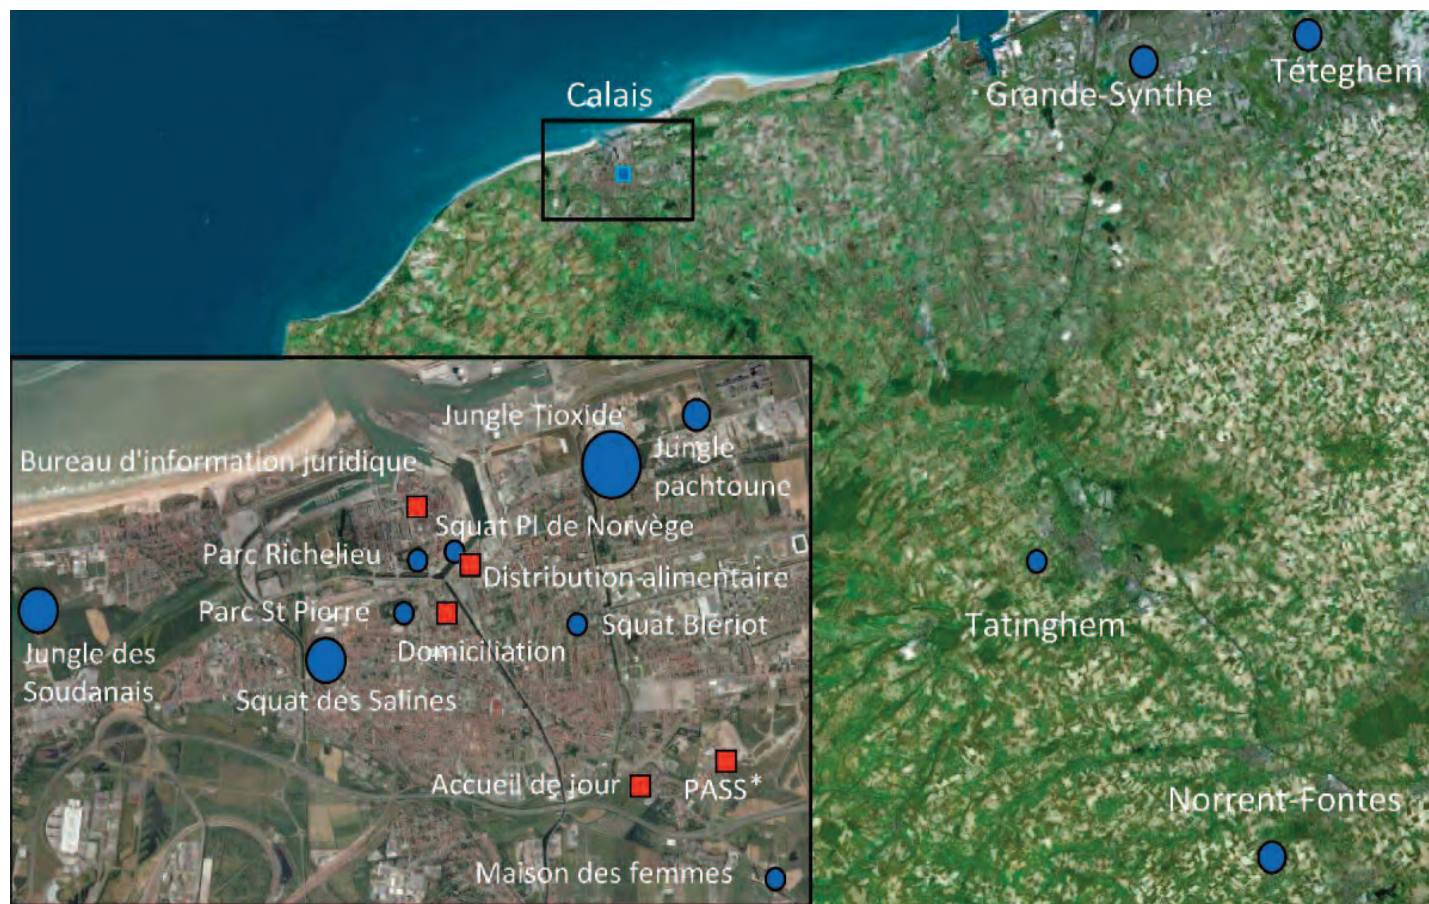 Calais
Grande-Synthe
Téteghem
Jungle Tioxide
Jungle
pachtoune
Bureau d'information juridique
Squat Pl de Norvège
Parc Richelieu
Distribution alimentaire
Parc St Pierre
Squat Blériot
Domiciliation
Jungle des
Soudanais
Squat des Salines
Accueil de jour
PASS*
Maison des femmes
Tatinghem
Norrent-Fontes